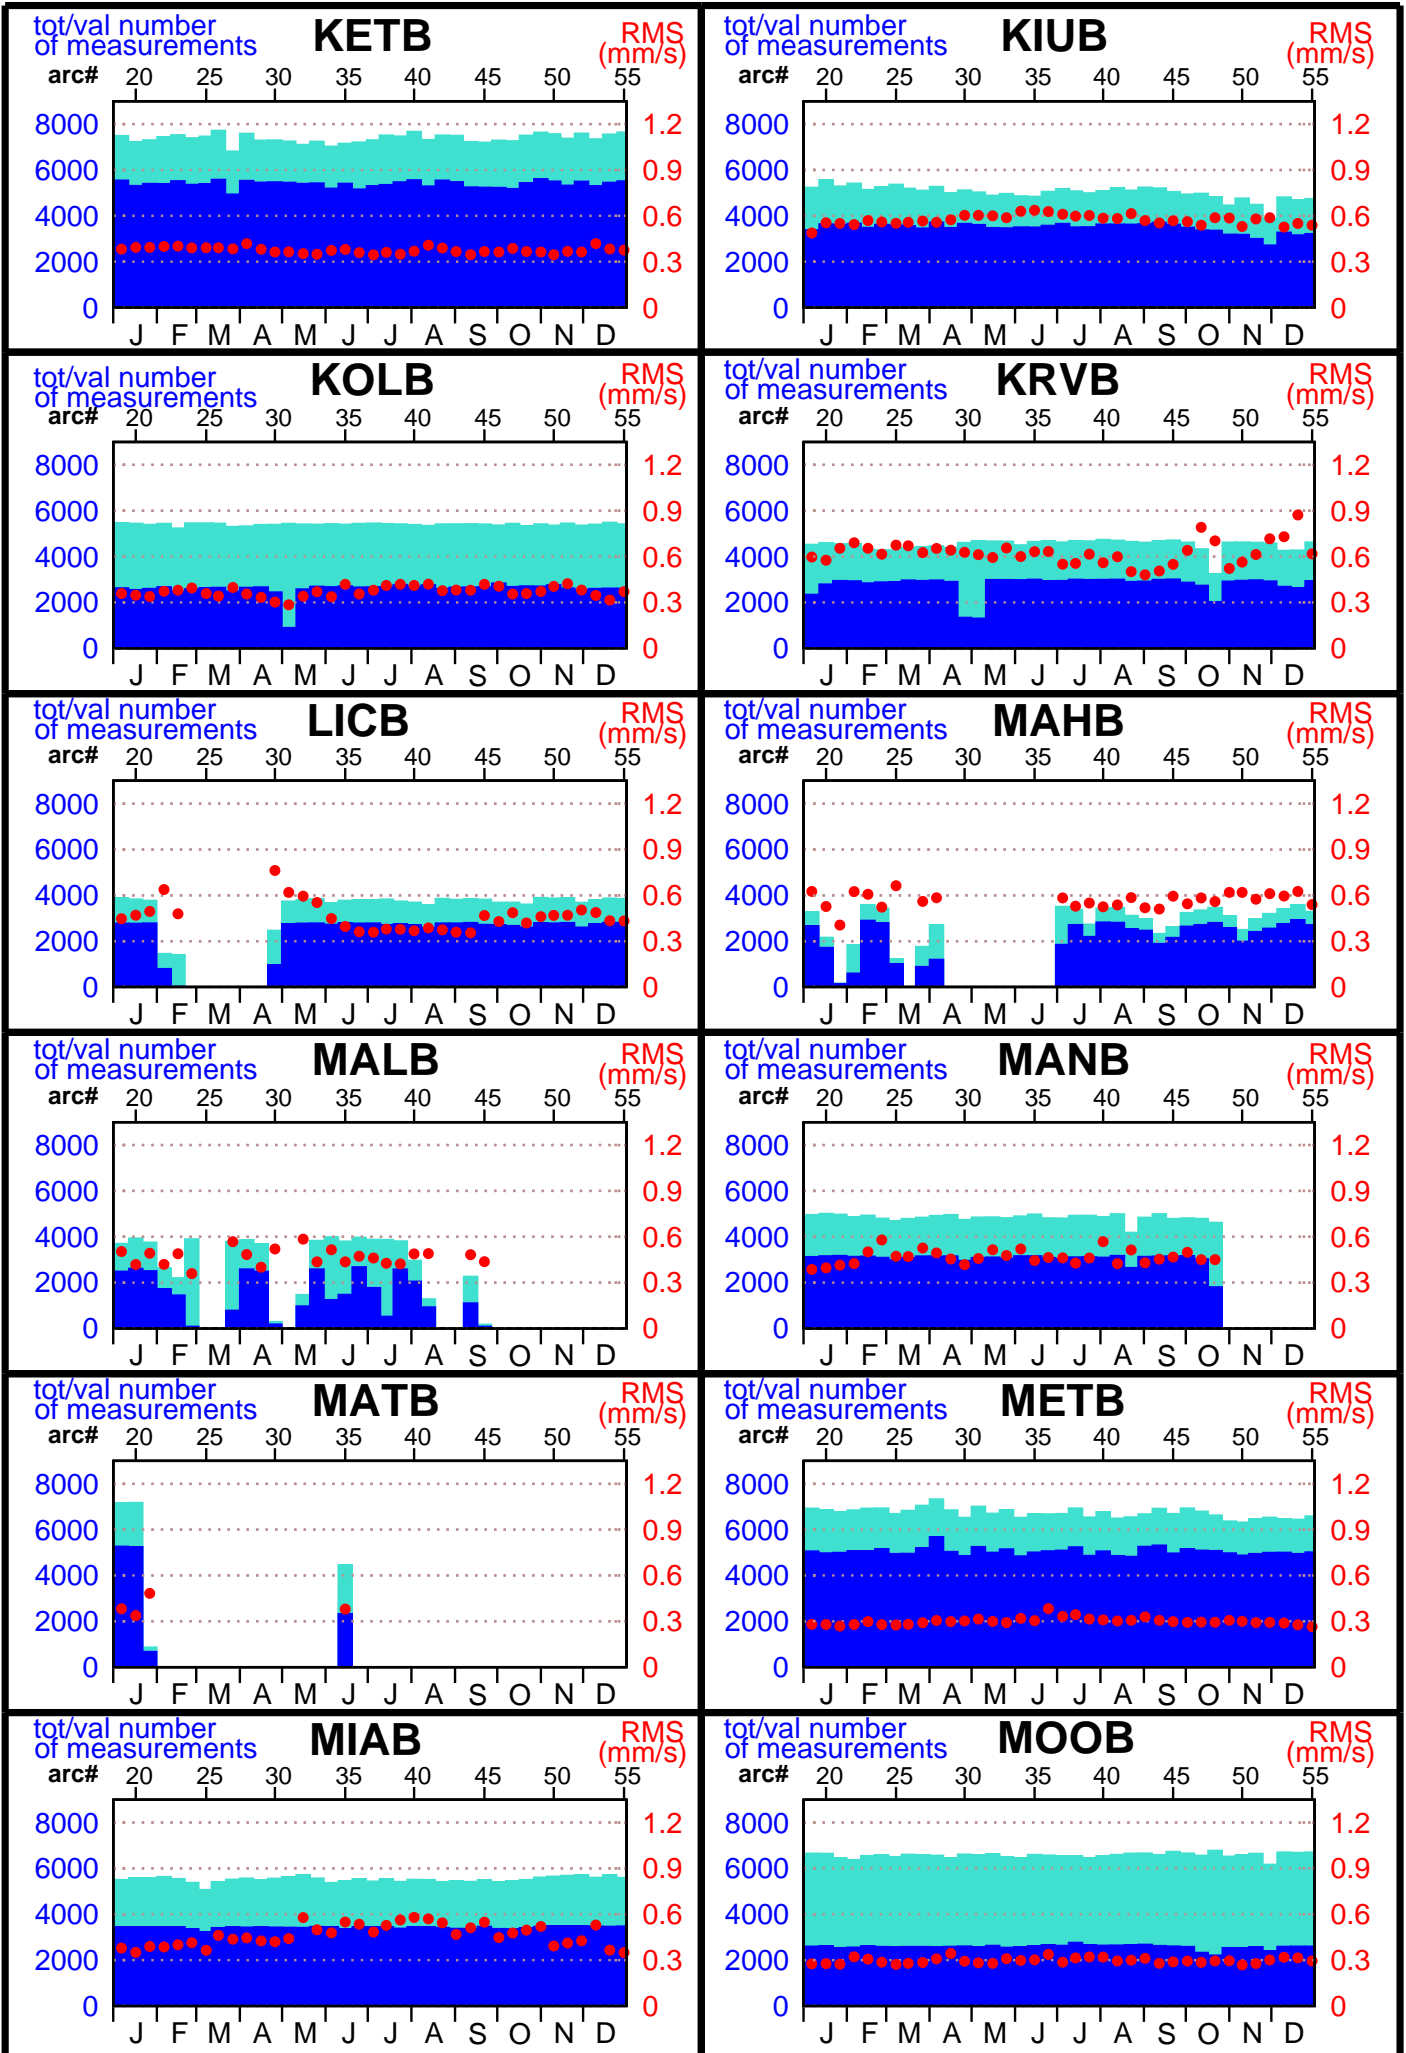 tot/val number KETB RMS
of measurements (mm/s)
arc# 20 25 30 35 40 45 50 55
8000 1.2
6000 0.9
4000 0.6
2000 0.3
0 0
J F M A M J J A S O N D
tot/val number KIUB RMS
of measurements (mm/s)
arc# 20 25 30 35 40 45 50 55
8000 1.2
6000 0.9
4000 0.6
2000 0.3
0 0
J F M A M J J A S O N D
tot/val number KOLB RMS
of measurements (mm/s)
arc# 20 25 30 35 40 45 50 55
8000 1.2
6000 0.9
4000 0.6
2000 0.3
0 0
J F M A M J J A S O N D
tot/val number KRVB RMS
of measurements (mm/s)
arc# 20 25 30 35 40 45 50 55
8000 1.2
6000 0.9
4000 0.6
2000 0.3
0 0
J F M A M J J A S O N D
tot/val number LICB RMS
of measurements (mm/s)
arc# 20 25 30 35 40 45 50 55
8000 1.2
6000 0.9
4000 0.6
2000 0.3
0 0
J F M A M J J A S O N D
tot/val number MAHB RMS
of measurements (mm/s)
arc# 20 25 30 35 40 45 50 55
8000 1.2
6000 0.9
4000 0.6
2000 0.3
0 0
J F M A M J J A S O N D
tot/val number MALB RMS
of measurements (mm/s)
arc# 20 25 30 35 40 45 50 55
8000 1.2
6000 0.9
4000 0.6
2000 0.3
0 0
J F M A M J J A S O N D
tot/val number MANB RMS
of measurements (mm/s)
arc# 20 25 30 35 40 45 50 55
8000 1.2
6000 0.9
4000 0.6
2000 0.3
0 0
J F M A M J J A S O N D
tot/val number MATB RMS
of measurements (mm/s)
arc# 20 25 30 35 40 45 50 55
8000 1.2
6000 0.9
4000 0.6
2000 0.3
0 0
J F M A M J J A S O N D
tot/val number METB RMS
of measurements (mm/s)
arc# 20 25 30 35 40 45 50 55
8000 1.2
6000 0.9
4000 0.6
2000 0.3
0 0
J F M A M J J A S O N D
tot/val number MIAB RMS
of measurements (mm/s)
arc# 20 25 30 35 40 45 50 55
8000 1.2
6000 0.9
4000 0.6
2000 0.3
0 0
J F M A M J J A S O N D
tot/val number MOOB RMS
of measurements (mm/s)
arc# 20 25 30 35 40 45 50 55
8000 1.2
6000 0.9
4000 0.6
2000 0.3
0 0
J F M A M J J A S O N D